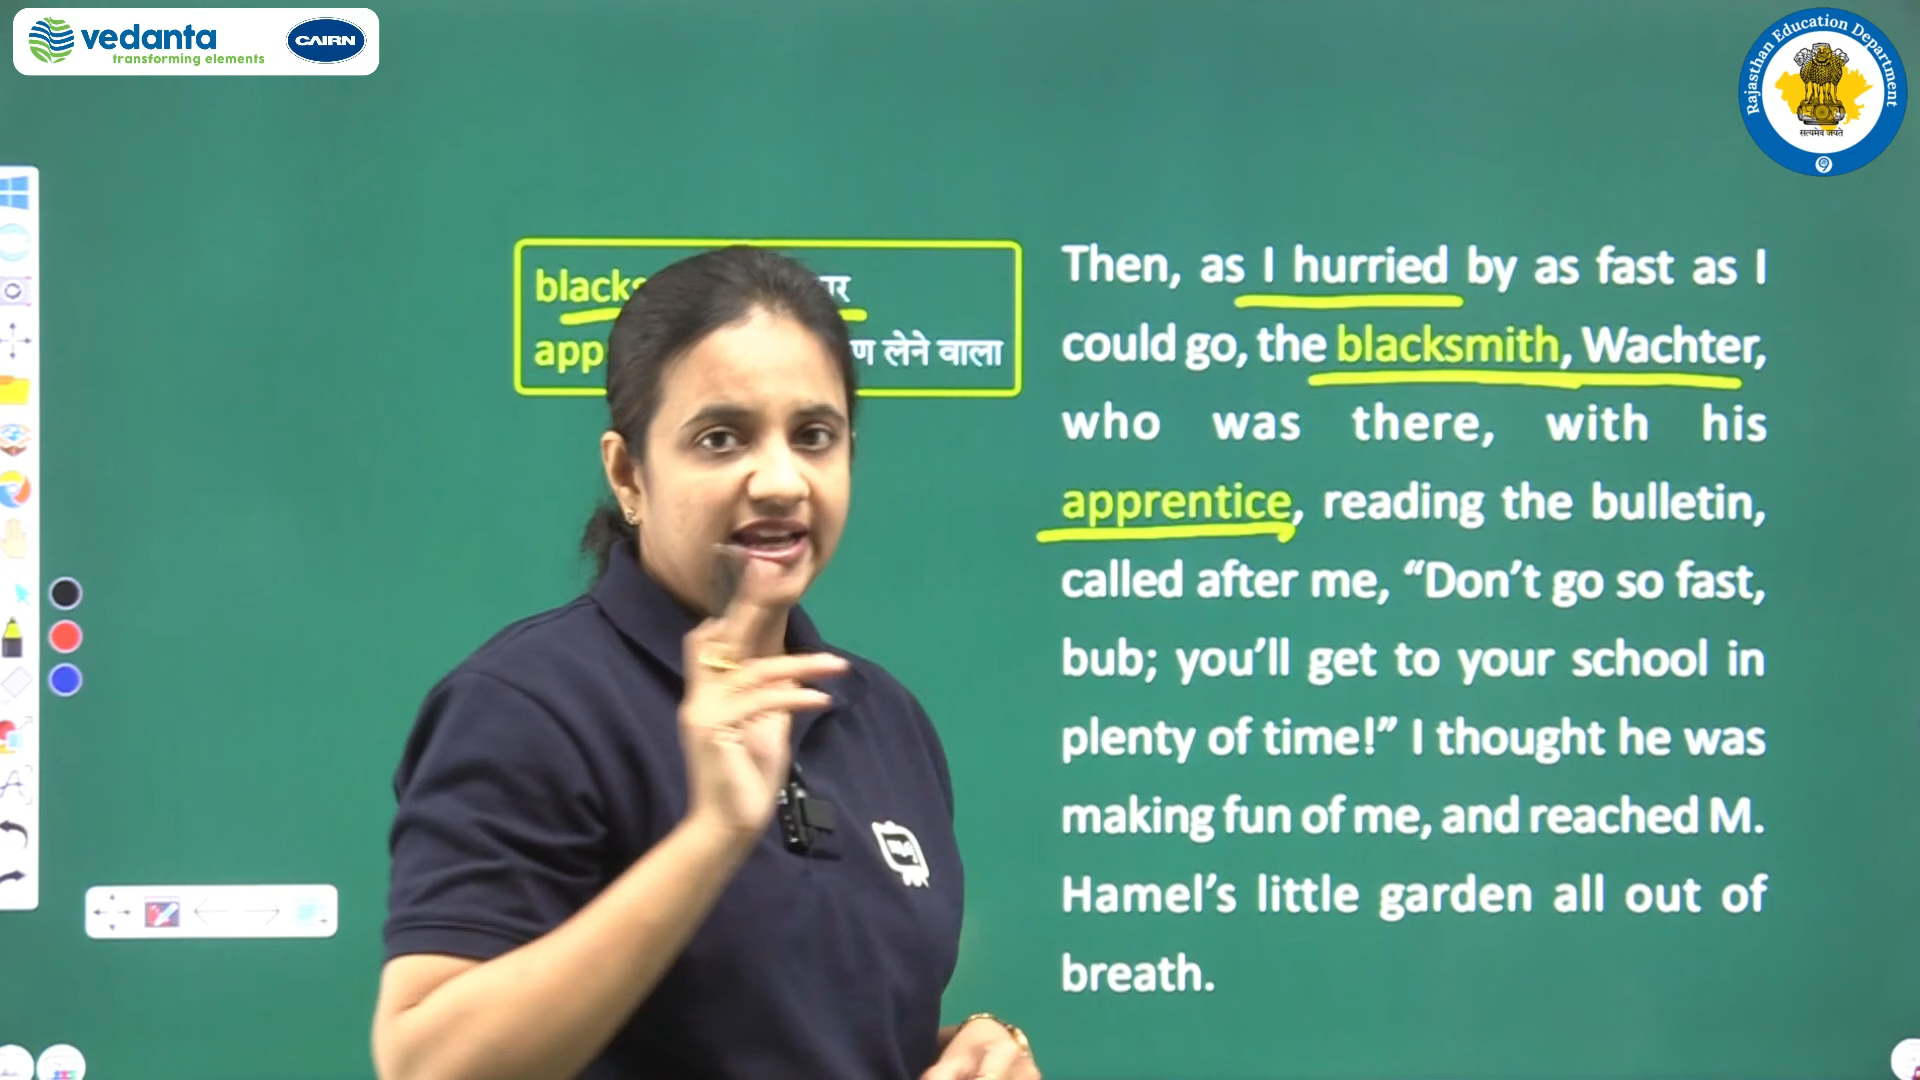 vedanta
transforming elements
CAIRN
Rajasthan Education Department
सत्यमेव जयते
लेने वाला
Then, as I hurried by as fast as I
could go, the blacksmith, Wachter,
who was there, with his
apprentice, reading the bulletin,
called after me, “Don’t go so fast,
bub; you’ll get to your school in
plenty of time!” I thought he was
making fun of me, and reached M.
Hamel’s little garden all out of
breath.